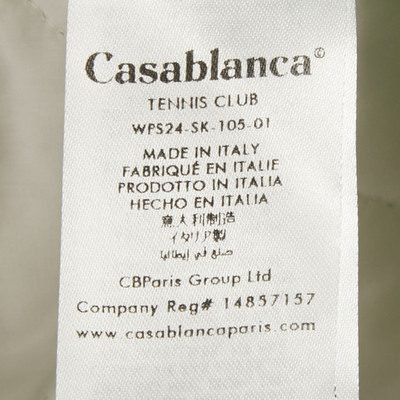 Casablanca©
TENNIS CLUB
WPS24-SK-105-01
MADE IN ITALY
FABRIQUÉ EN ITALIE
PRODOTTO IN ITALIA
HECHO EN ITALIA
意大利制造
イタリア製
صنع في إيطاليا
CBParis Group Ltd
Company Reg# 14857157
www.casablancaparis.com